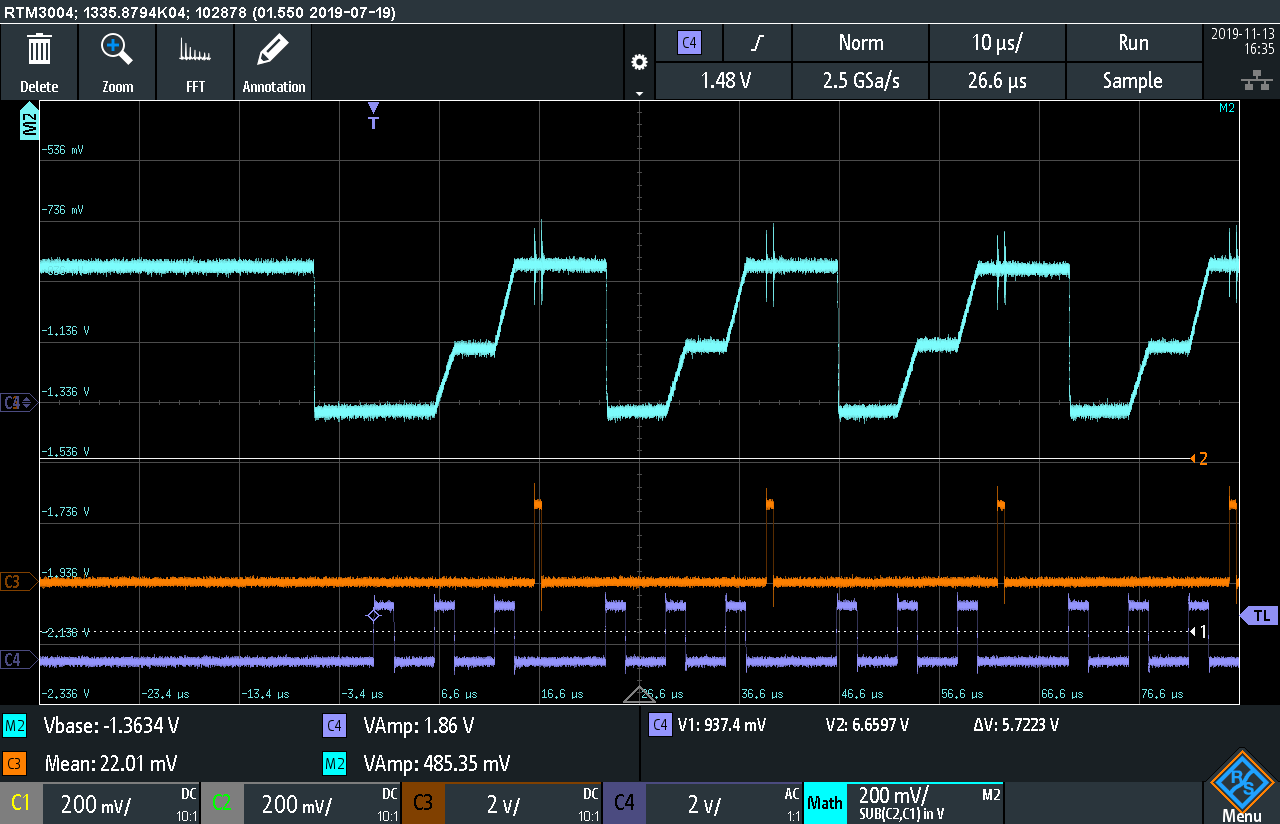 RTM3004; 1335.8794K04; 102878 (01.550 2019-07-19)
Delete
Zoom
FFT
Annotation
C4
Norm
10 µs/
Run
2019-11-13
16:35
1.48 V
2.5 GSa/s
26.6 µs
Sample
M2
T
M2
-536 mV
-736 mV
-1,136 V
-1,336 V
-1,536 V
2
-1,736 V
C3
-1,936 V
TL
-2,136 V
1
C4
-2,336 V
-23,4 µs
-13,4 µs
-3,4 µs
6,6 µs
16,6 µs
26,6 µs
36,6 µs
46,6 µs
56,6 µs
66,6 µs
76,6 µs
M2 Vbase: -1.3634 V
C4 VAmp: 1.86 V
C4 V1: 937.4 mV V2: 6.6597 V ΔV: 5.7223 V
C3 Mean: 22.01 mV
M2 VAmp: 485.35 mV
C1 200 mV/ DC 10:1
C2 200 mV/ DC 10:1
C3 2 V/ DC 10:1
C4 2 V/ AC 1:1
Math 200 mV/ M2
SUB(C2,C1) in V
R S
Menu